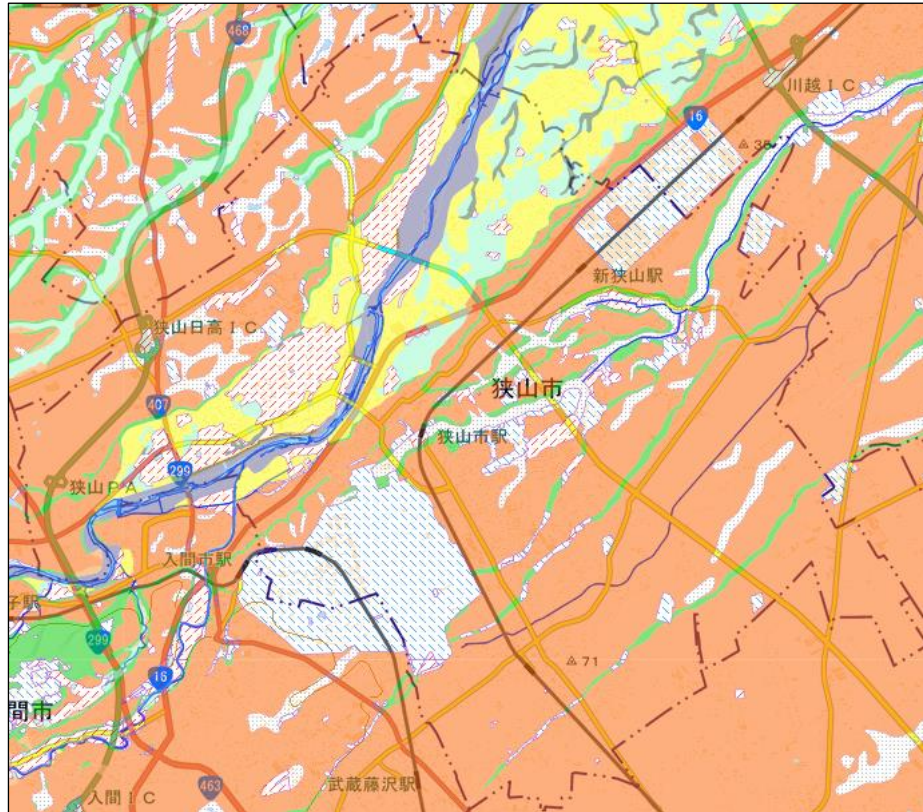 468
川越ＩＣ
16
新狭山駅
狭山日高ＩＣ
狭山市
407
狭山市駅
299
狭山ＰＡ
入間市駅
子駅
299
71
16
間市
武蔵藤沢駅
463
入間ＩＣ